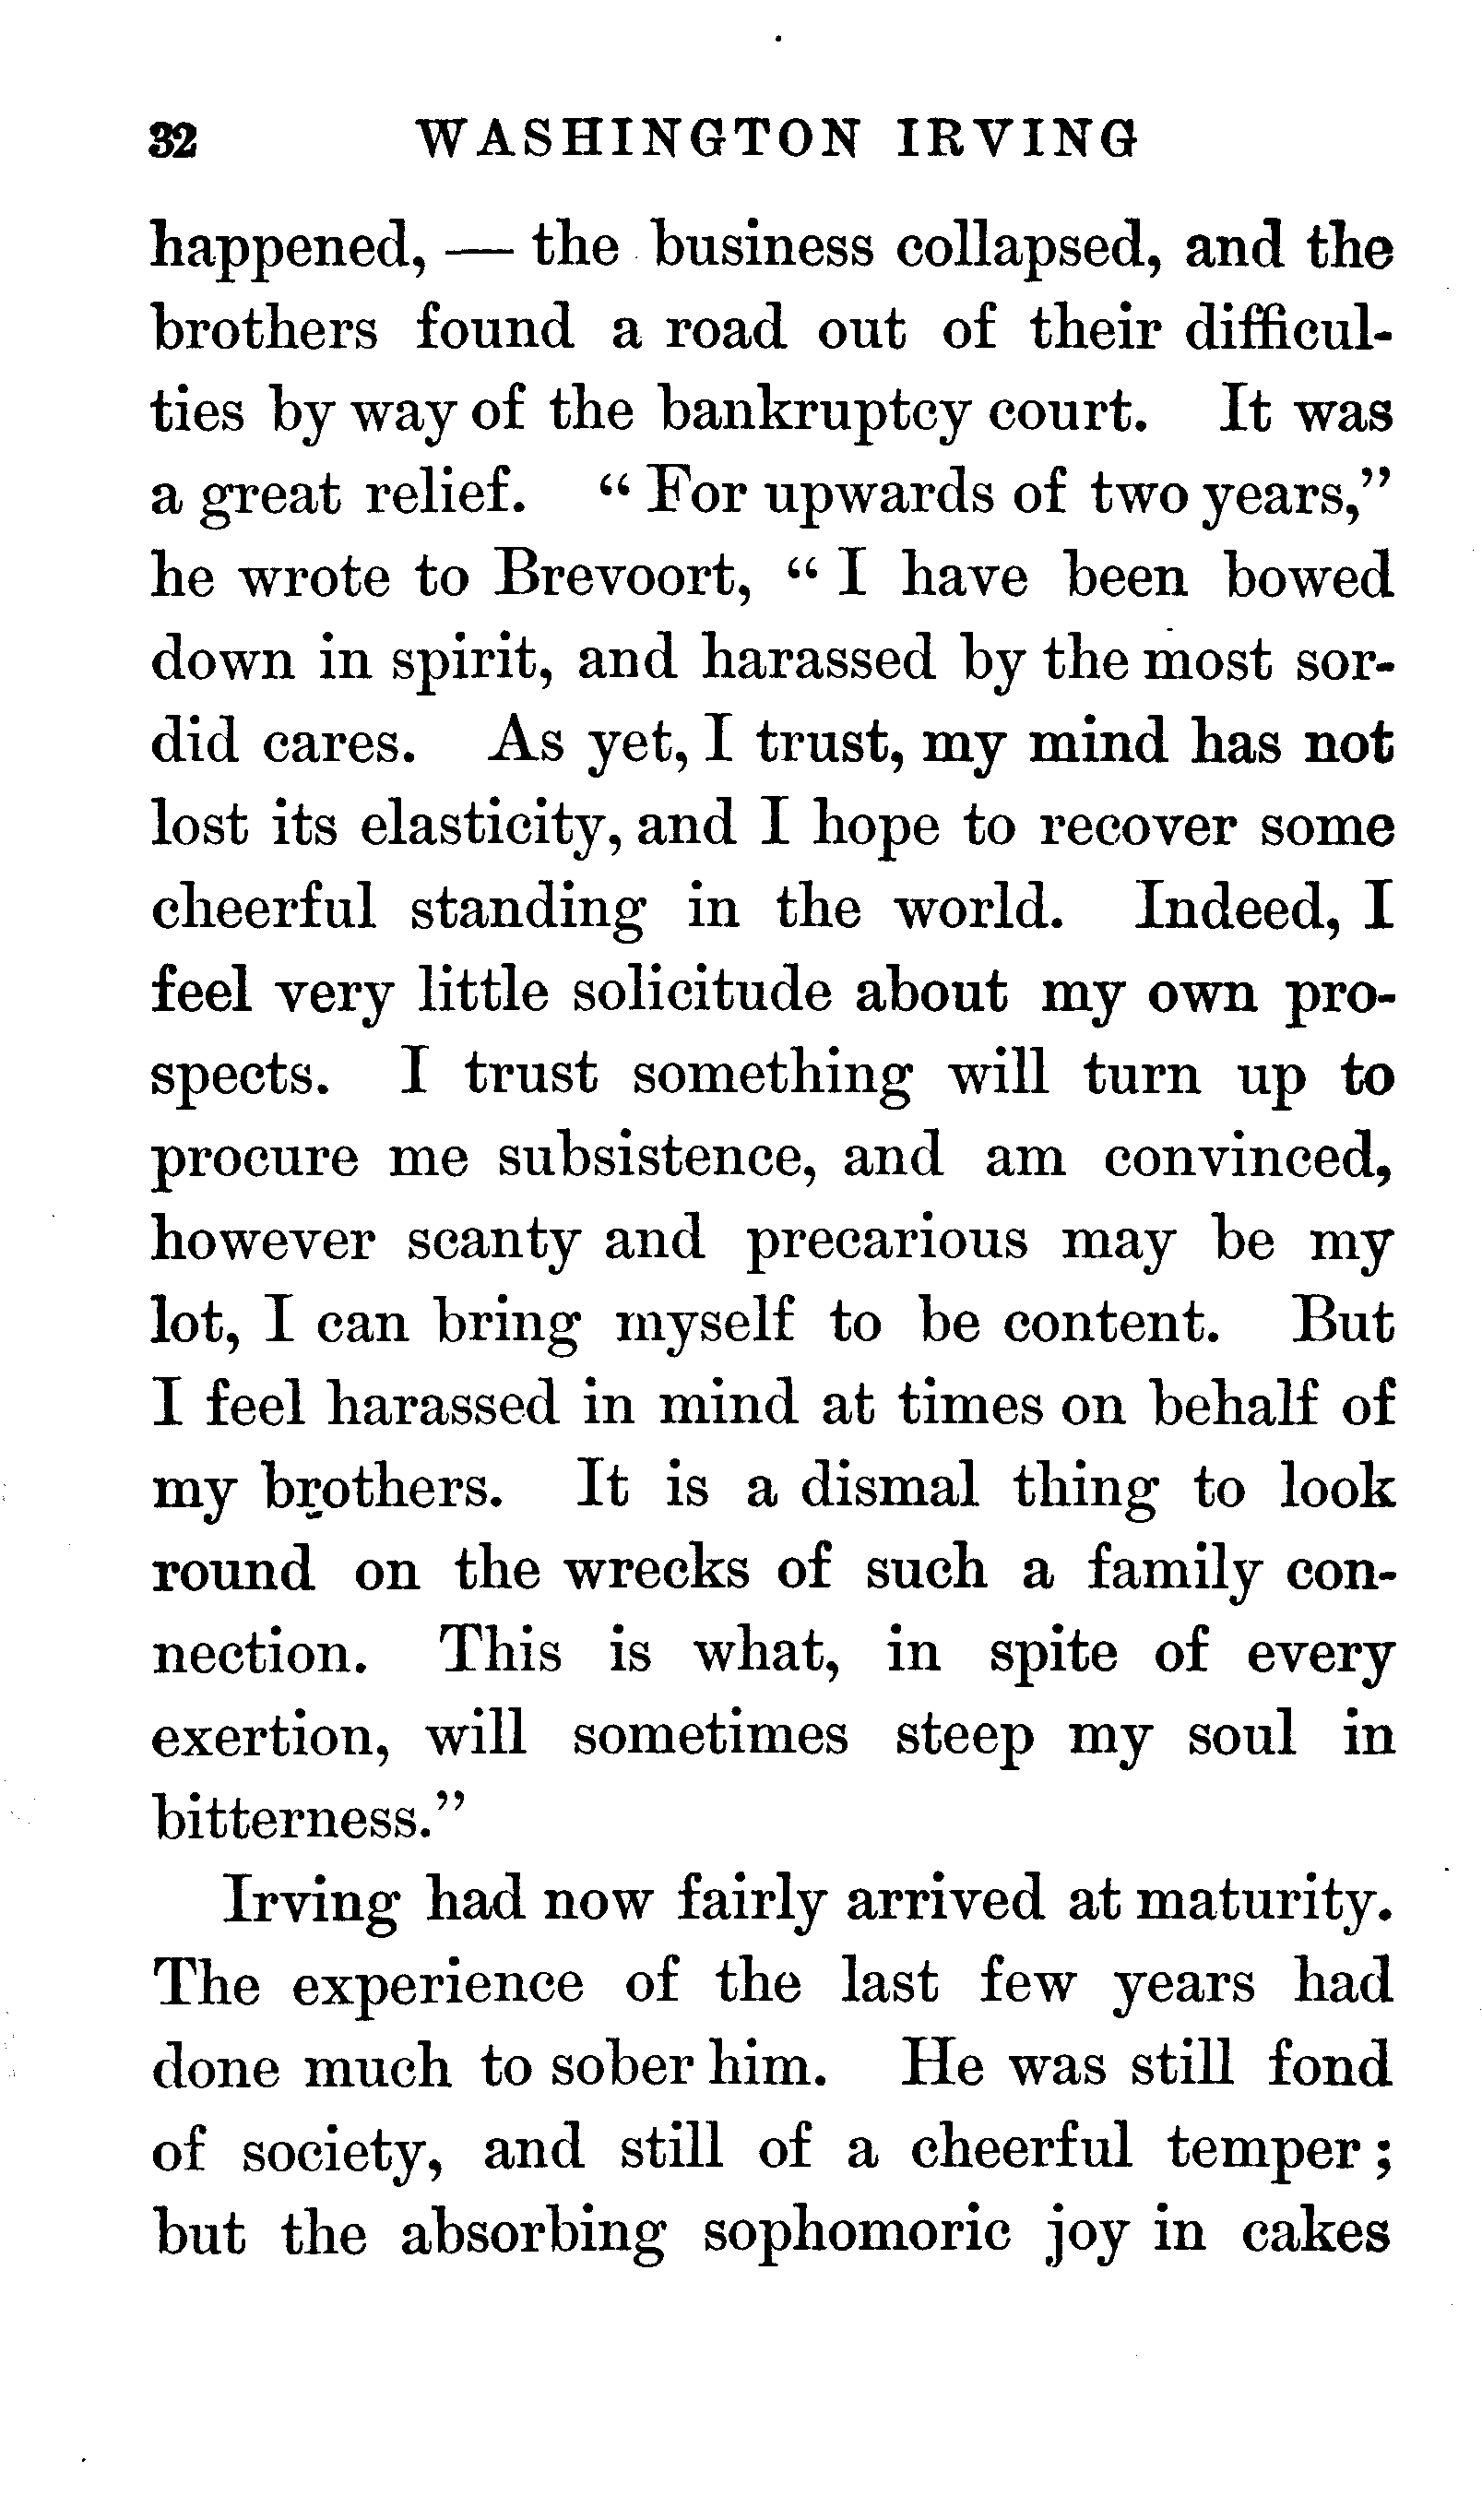 32 WASHINGTON IRVING
happened, — the business collapsed, and the
brothers found a road out of their difficul-
ties by way of the bankruptcy court. It was
a great relief. “ For upwards of two years,”
he wrote to Brevoort, “ I have been bowed
down in spirit, and harassed by the most sor-
did cares. As yet, I trust, my mind has not
lost its elasticity, and I hope to recover some
cheerful standing in the world. Indeed, I
feel very little solicitude about my own pro-
spects. I trust something will turn up to
procure me subsistence, and am convinced,
however scanty and precarious may be my
lot, I can bring myself to be content. But
I feel harassed in mind at times on behalf of
my brothers. It is a dismal thing to look
round on the wrecks of such a family con-
nection. This is what, in spite of every
exertion, will sometimes steep my soul in
bitterness.”
Irving had now fairly arrived at maturity.
The experience of the last few years had
done much to sober him. He was still fond
of society, and still of a cheerful temper ;
but the absorbing sophomoric joy in cakes